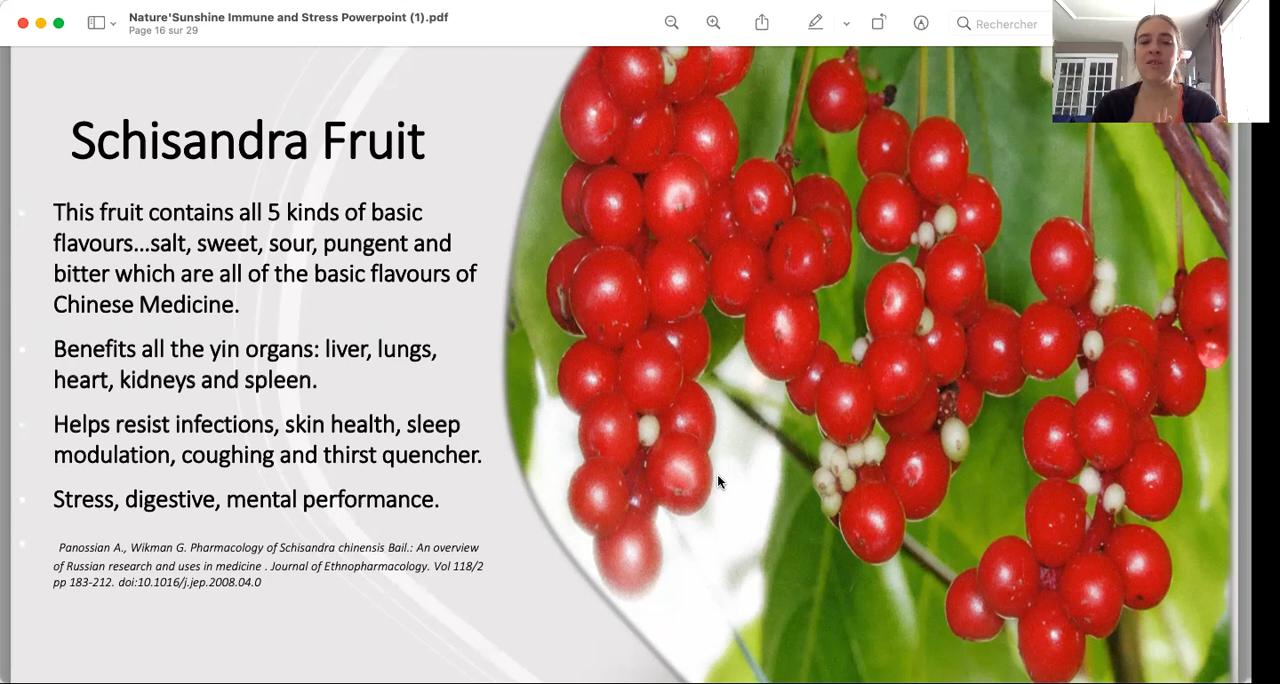 Nature'Sunshine Immune and Stress Powerpoint (1).pdf
Page 16 sur 29
Rechercher
Schisandra Fruit
This fruit contains all 5 kinds of basic
flavours...salt, sweet, sour, pungent and
bitter which are all of the basic flavours of
Chinese Medicine.
Benefits all the yin organs: liver, lungs,
heart, kidneys and spleen.
Helps resist infections, skin health, sleep
modulation, coughing and thirst quencher.
Stress, digestive, mental performance.
Panossian A., Wikman G. Pharmacology of Schisandra chinensis Bail.: An overview
of Russian research and uses in medicine . Journal of Ethnopharmacology. Vol 118/2
pp 183-212. doi:10.1016/j.jep.2008.04.0